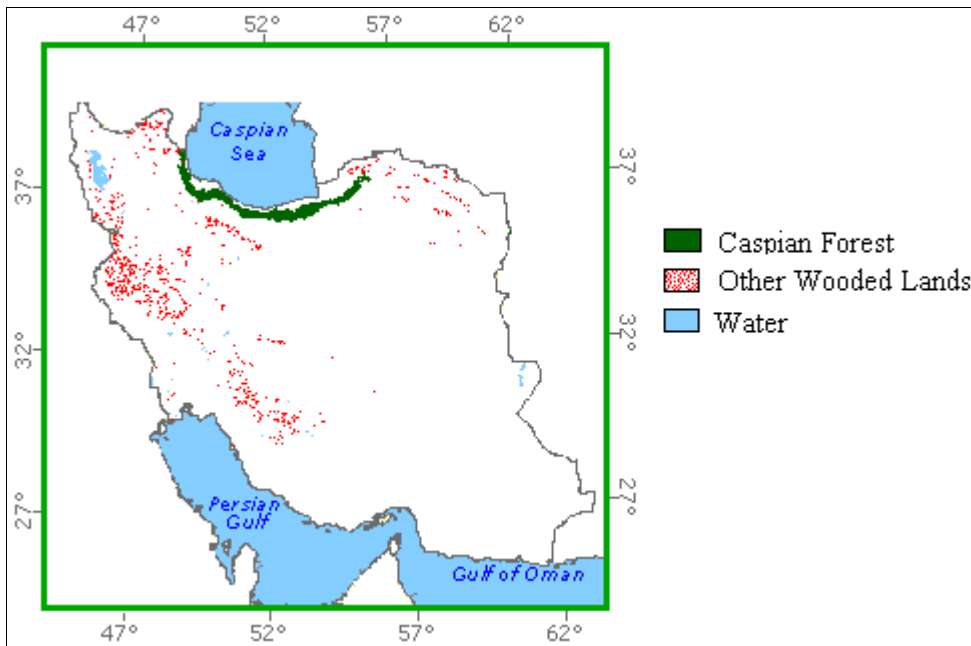 47° 52° 57° 62°
Caspian
Sea
37° 37°
Caspian Forest
Other Wooded Lands
Water
32° 32°
27° 27°
Persian
Gulf
Gulf of Oman
47° 52° 57° 62°